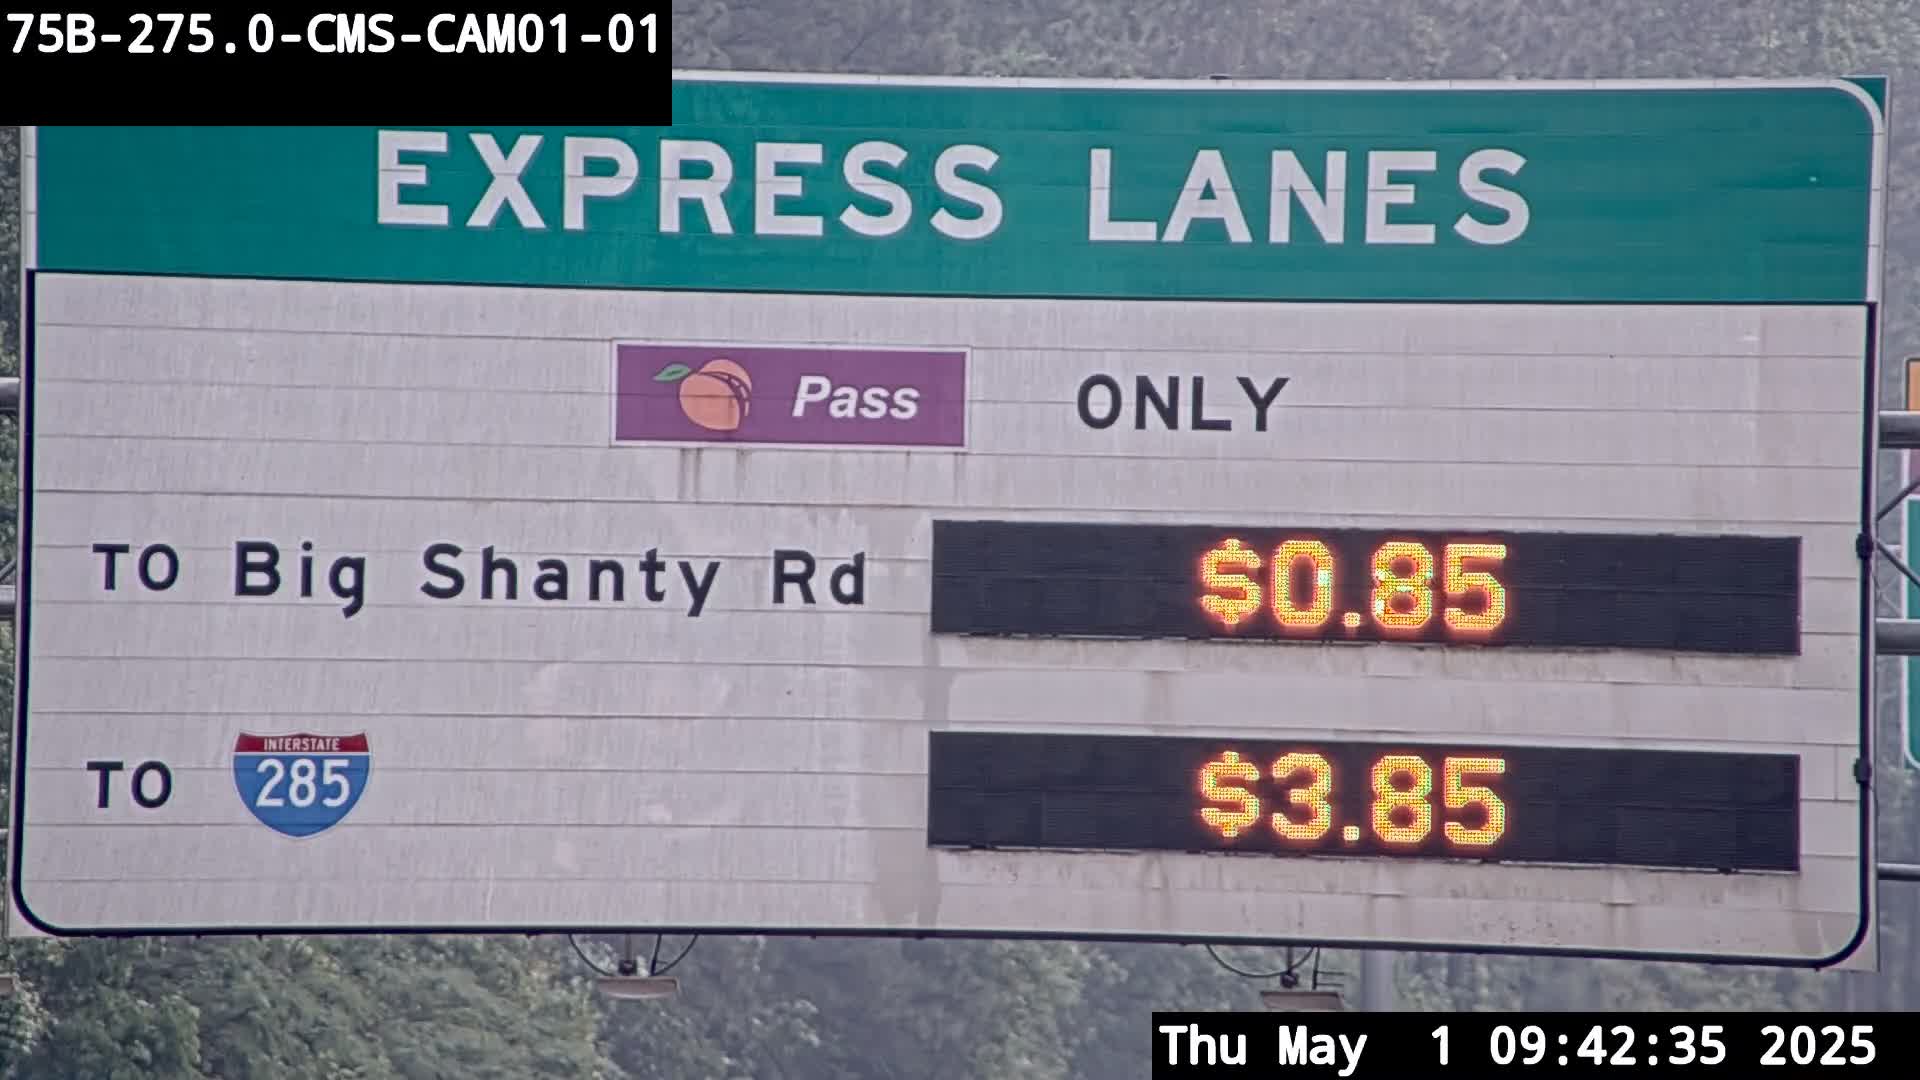 75B-275.0-CMS-CAM01-01
EXPRESS LANES
Pass ONLY
TO Big Shanty Rd $0.85
TO INTERSTATE 285 $3.85
Thu May 1 09:42:35 2025